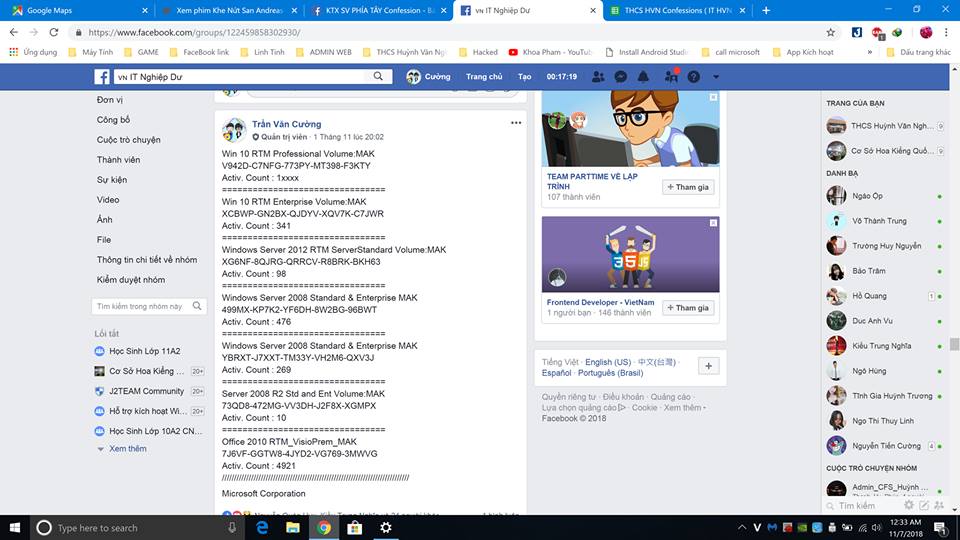 Google Maps
Xem phim Khe Nứt San Andreas
KTX SV PHÍA TÂY Confession - Ba
VN IT Nghiệp Dư
THCS HVN Confessions ( IT HVN
https://www.facebook.com/groups/122459858302930/
Ứng dụng
Máy Tính
GAME
FaceBook link
Linh Tinh
ADMIN WEB
THCS Huỳnh Văn Ngh
Hacked
Khoa Pham - YouTub
Install Android Studi
call microsoft
App Kích hoạt
Dấu trang khác
VN IT Nghiệp Dư
Cường
Trang chủ
Tạo
00:17:19
Đơn vị
Công bố
Cuộc trò chuyện
Thành viên
Sự kiện
Video
Ảnh
File
Thông tin chi tiết về nhóm
Kiểm duyệt nhóm
Tìm kiếm trong nhóm này
Lối tắt
Học Sinh Lớp 11A2
Cơ Sở Hoa Kiểng ... 20+
J2TEAM Community 20+
Hỗ trợ kích hoạt Wi... 20+
Học Sinh Lớp 10A2 CN...
Xem thêm
Trần Văn Cường
Quản trị viên · 1 Tháng 11 lúc 20:02
Win 10 RTM Professional Volume:MAK
V942D-C7NFG-773PY-MT398-F3KTY
Activ. Count : 1xxxx
================================
Win 10 RTM Enterprise Volume:MAK
XCBWP-GN2BX-QJDYV-XQV7K-C7JWR
Activ. Count : 341
================================
Windows Server 2012 RTM ServerStandard Volume:MAK
XG6NF-8QJRG-QRRCV-R8BRK-BKH63
Activ. Count : 98
================================
Windows Server 2008 Standard & Enterprise MAK
499MX-KP7K2-YF6DH-8W2BG-96BWT
Activ. Count : 476
================================
Windows Server 2008 Standard & Enterprise MAK
YBRXT-J7XXT-TM33Y-VH2M6-QXV3J
Activ. Count : 269
================================
Server 2008 R2 Std and Ent Volume:MAK
73QD8-472MG-VV3DH-J2F8X-XGMPX
Activ. Count : 10
================================
Office 2010 RTM_VisioPrem_MAK
7J6VF-GGTW8-4JYD2-VG769-3MWVG
Activ. Count : 4921
////////////////////////////////////////////////////////////////////////
Microsoft Corporation
TEAM PARTTIME VỀ LẬP
TRÌNH
107 thành viên
Tham gia
Frontend Developer - VietNam
1 người bạn · 146 thành viên
Tham gia
Tiếng Việt · English (US) · 中文(台灣) ·
Español · Português (Brasil)
Quyền riêng tư · Điều khoản · Quảng cáo ·
Lựa chọn quảng cáo · Cookie · Xem thêm
Facebook © 2018
TRANG CỦA BẠN
THCS Huỳnh Văn Ngh... 9
Cơ Sở Hoa Kiểng Quố... 9
DANH BẠ
Ngáo Ộp
Võ Thành Trung
Trường Huy Nguyễn
Bảo Trâm
Hồ Quang 1
Duc Anh Vu
Kiều Trung Nghĩa
Ngô Hùng
Tĩnh Gia Huỳnh Trương
Ngo Thi Thuy Linh
Nguyễn Tiến Cường 4
CUỘC TRÒ CHUYỆN NHÓM
Admin_CFS_Huỳnh ...
Tìm kiếm
Type here to search
12:33 AM
11/7/2018